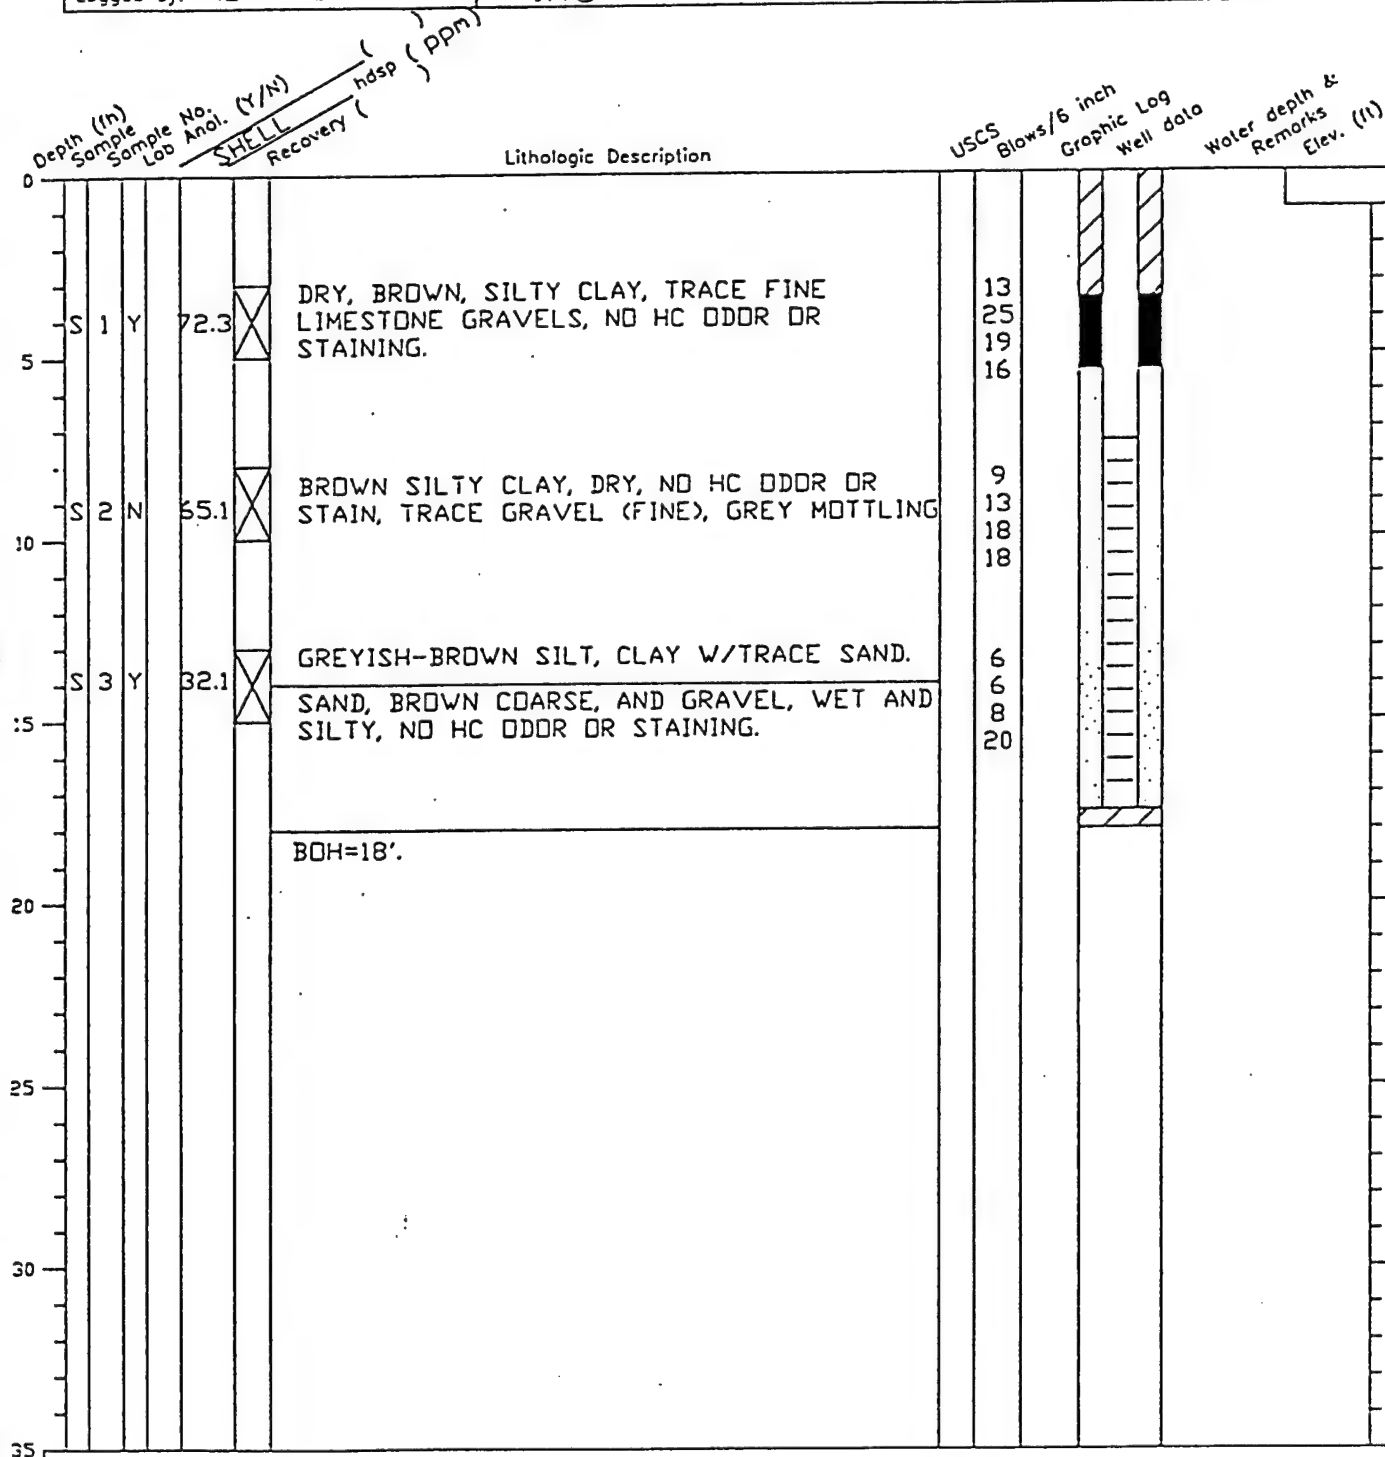 Logged by:
Depth (ft)
Sample
Sample No.
Lab Anal. (Y/N)
SHELL ( )
hdsp (ppm)
Recovery ( )
Lithologic Description
USCS
Blows/6 inch
Graphic Log
Well data
Water depth &
Remarks
Elev. (ft)
0
DRY, BROWN, SILTY CLAY, TRACE FINE
LIMESTONE GRAVELS, NO HC ODOR OR
STAINING.
S 1 Y 72.3
13
25
19
16
5
BROWN SILTY CLAY, DRY, NO HC ODOR OR
STAIN, TRACE GRAVEL (FINE), GREY MOTTLING
S 2 N 65.1
9
13
18
18
10
GREYISH-BROWN SILT, CLAY W/TRACE SAND.
S 3 Y 32.1
SAND, BROWN COARSE, AND GRAVEL, WET AND
SILTY, NO HC ODOR OR STAINING.
6
6
8
20
15
BOH=18'.
20
25
30
35